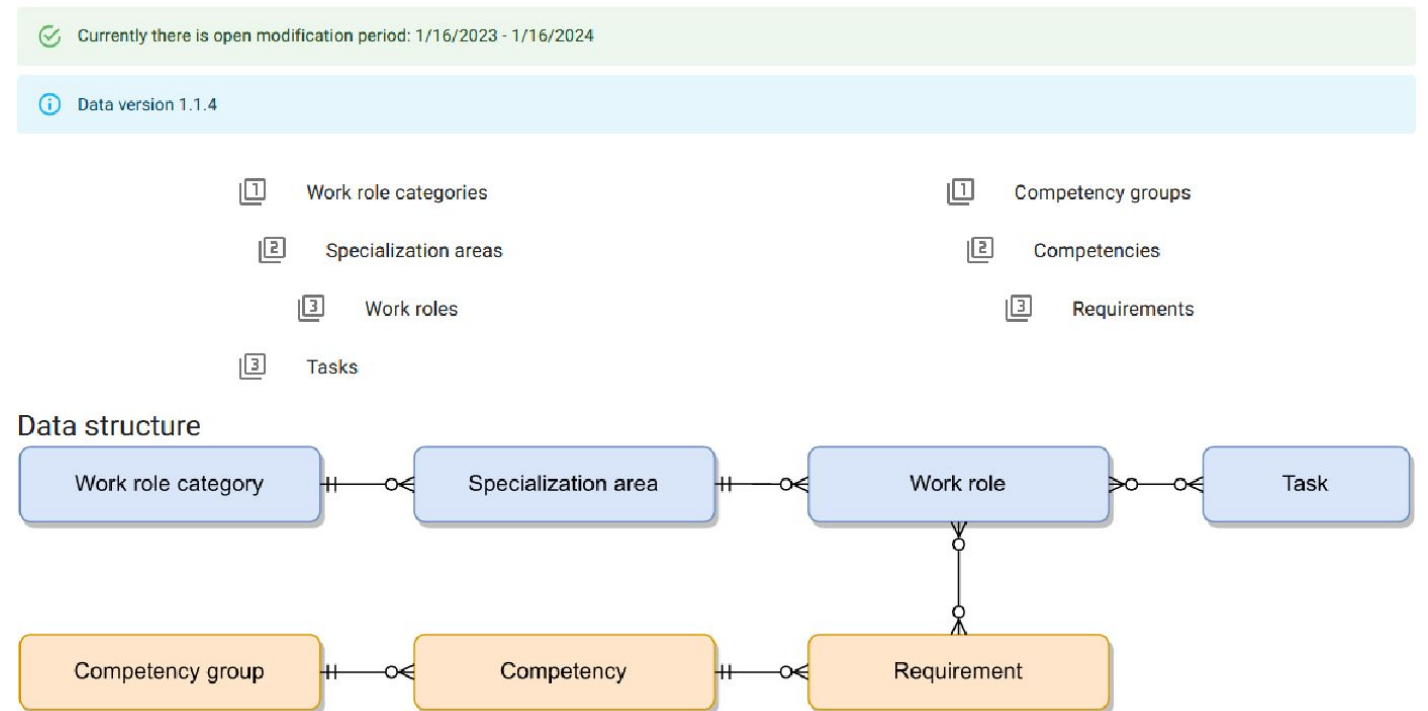 Currently there is open modification period: 1/16/2023 - 1/16/2024
Data version 1.1.4
1 Work role categories
2 Specialization areas
3 Work roles
3 Tasks
1 Competency groups
2 Competencies
3 Requirements
Data structure
Work role category
Specialization area
Work role
Task
Competency group
Competency
Requirement